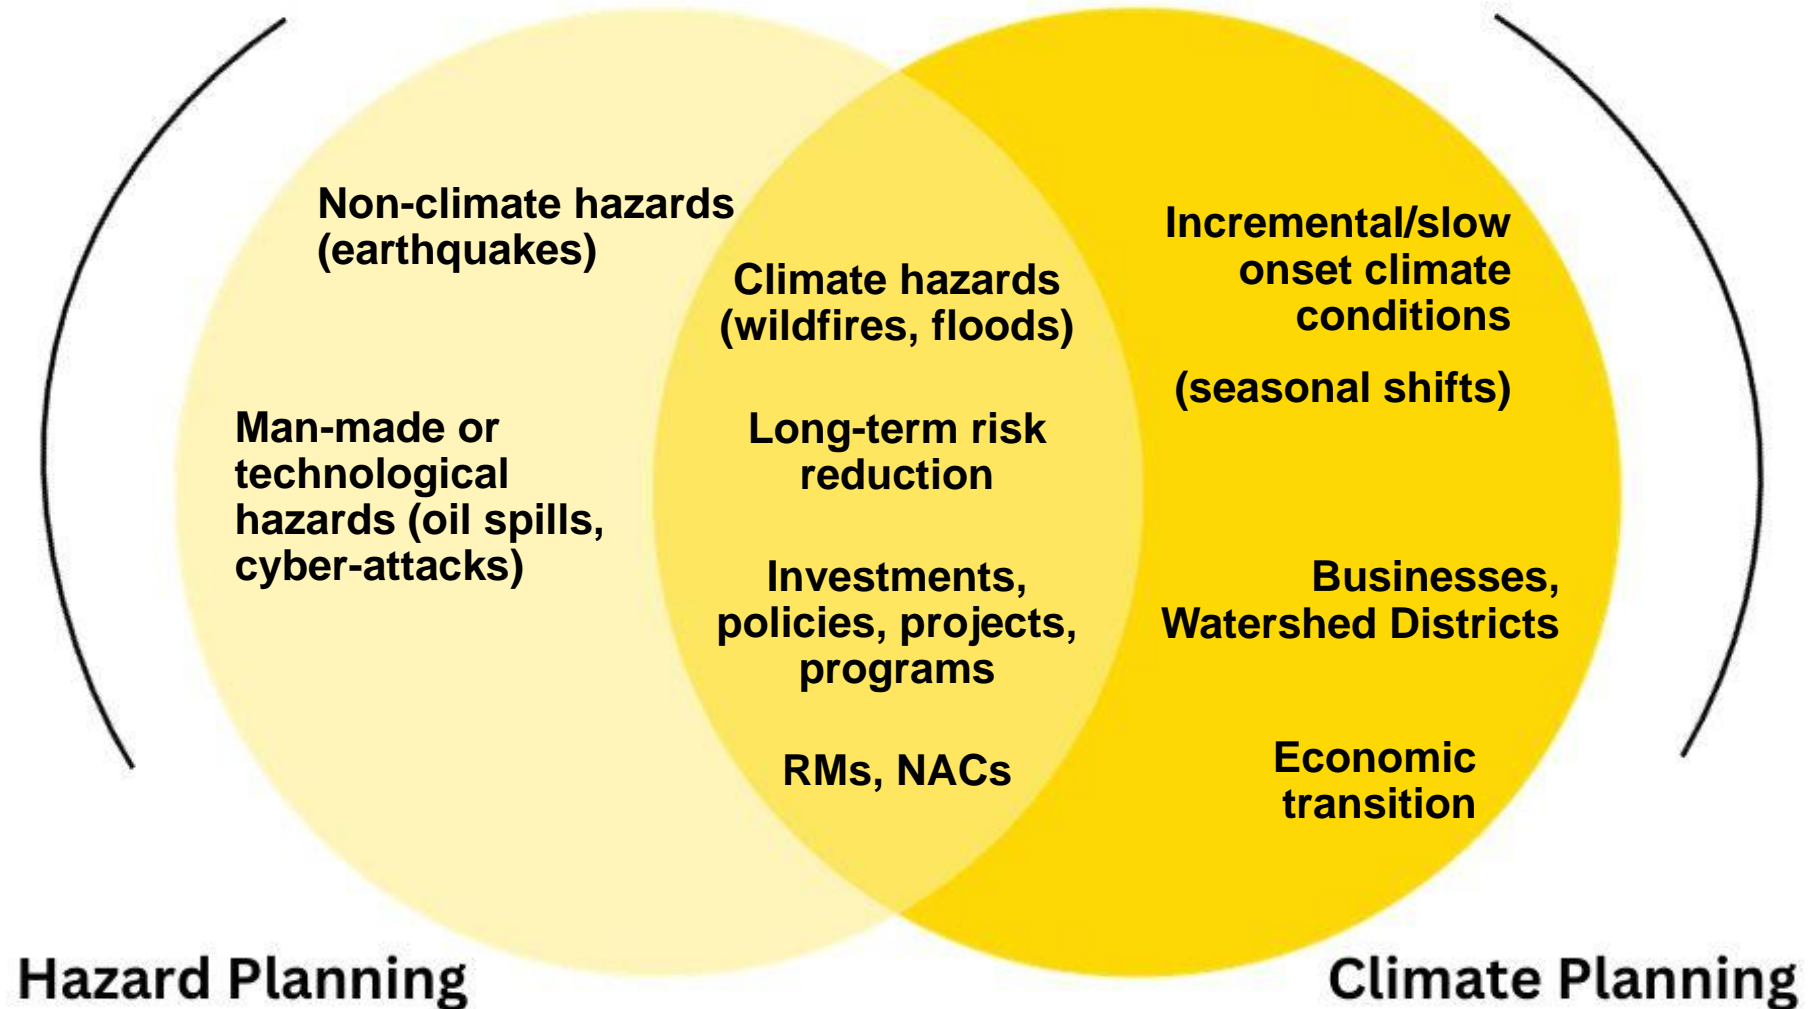 Non-climate hazards
(earthquakes)
Man-made or
technological
hazards (oil spills,
cyber-attacks)
Climate hazards
(wildfires, floods)
Long-term risk
reduction
Investments,
policies, projects,
programs
RMs, NACs
Incremental/slow
onset climate
conditions
(seasonal shifts)
Businesses,
Watershed Districts
Economic
transition
Hazard Planning
Climate Planning